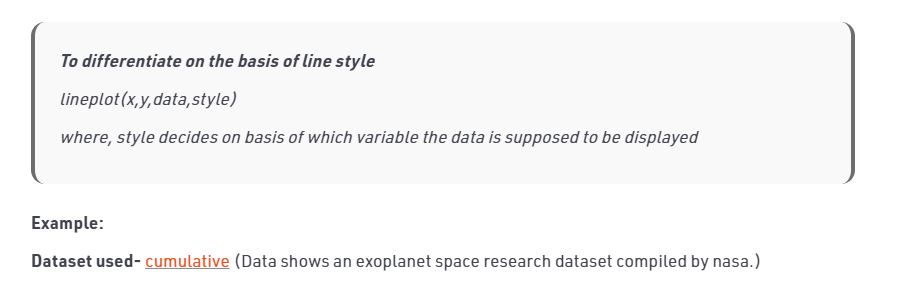 To differentiate on the basis of line style
lineplot(x,y,data,style)
where, style decides on basis of which variable the data is supposed to be displayed
Example:
Dataset used- cumulative (Data shows an exoplanet space research dataset compiled by nasa.)